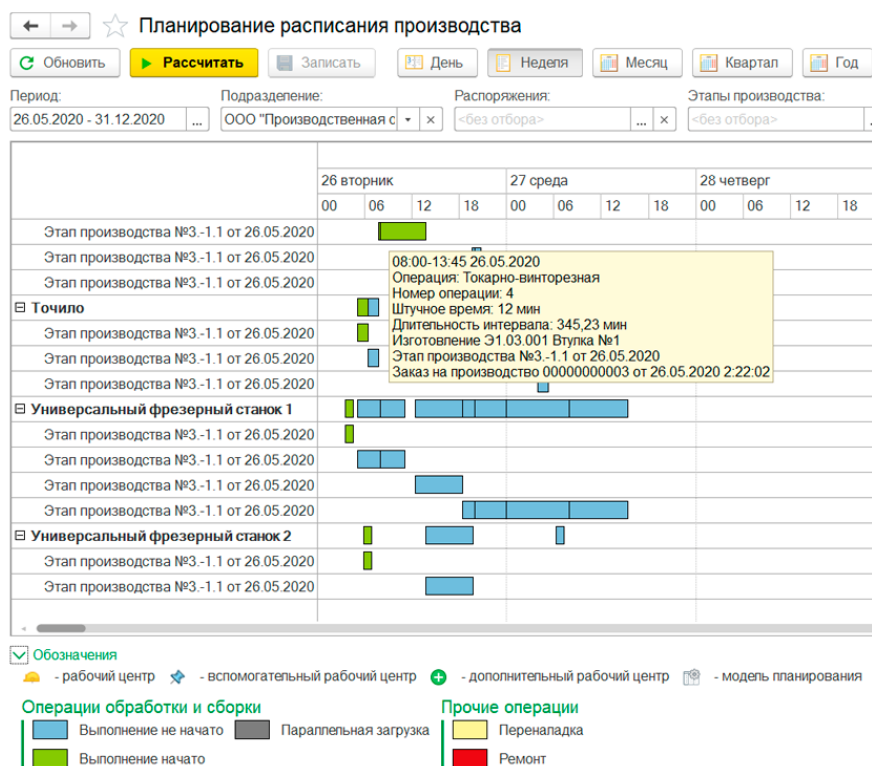 Планирование расписания производства
Обновить Рассчитать Записать День Неделя Месяц Квартал Год
Период: Подразделение: Распоряжения: Этапы производства:
26.05.2020 - 31.12.2020 ... ООО "Производственная с <без отбора> ... <без отбора>
26 вторник 27 среда 28 четверг
00 06 12 18 00 06 12 18 00 06 12 18
Этап производства №3.-1.1 от 26.05.2020
Этап производства №3.-1.1 от 26.05.2020
Этап производства №3.-1.1 от 26.05.2020
08:00-13:45 26.05.2020
Операция: Токарно-винторезная
Номер операции: 4
Штучное время: 12 мин
Длительность интервала: 345,23 мин
Изготовление Э1.03.001 Втулка №1
Этап производства №3.-1.1 от 26.05.2020
Заказ на производство 00000000003 от 26.05.2020 2:22:02
Точило
Этап производства №3.-1.1 от 26.05.2020
Этап производства №3.-1.1 от 26.05.2020
Этап производства №3.-1.1 от 26.05.2020
Универсальный фрезерный станок 1
Этап производства №3.-1.1 от 26.05.2020
Этап производства №3.-1.1 от 26.05.2020
Этап производства №3.-1.1 от 26.05.2020
Этап производства №3.-1.1 от 26.05.2020
Универсальный фрезерный станок 2
Этап производства №3.-1.1 от 26.05.2020
Этап производства №3.-1.1 от 26.05.2020
Обозначения
- рабочий центр - вспомогательный рабочий центр - дополнительный рабочий центр - модель планирования
Операции обработки и сборки Прочие операции
Выполнение не начато Параллельная загрузка Переналадка
Выполнение начато Ремонт